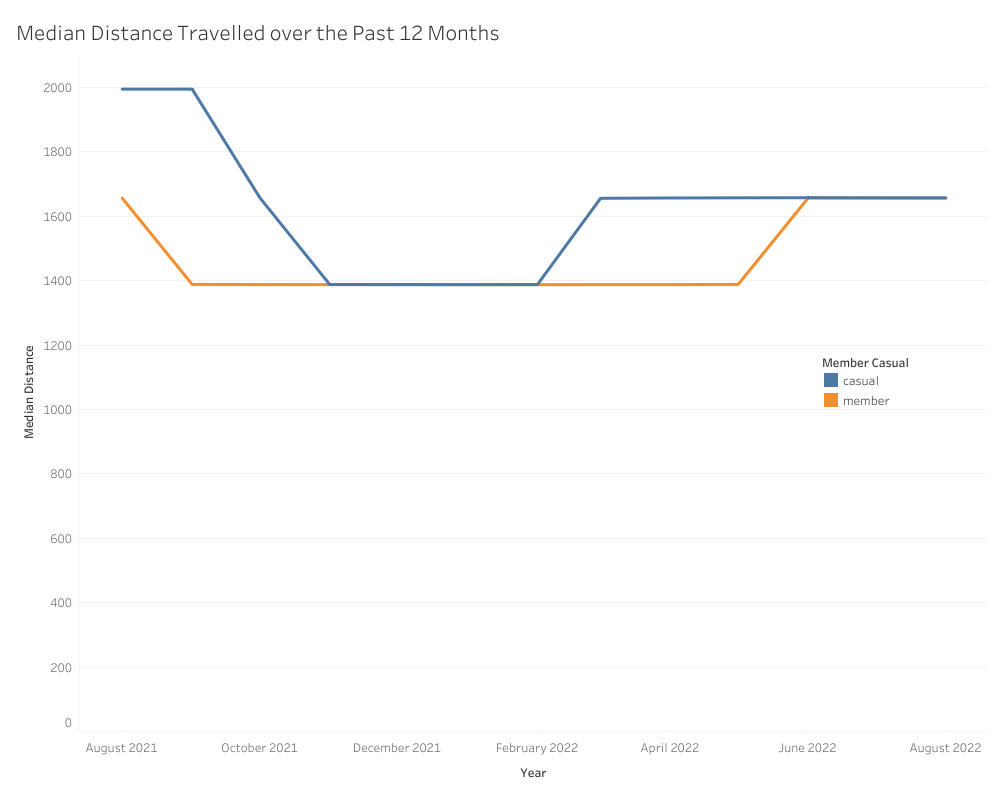 Median Distance Travelled over the Past 12 Months
2000
1800
1600
1400
1200
1000
800
600
400
200
0
Median Distance
Member Casual
casual
member
August 2021
October 2021
December 2021
February 2022
April 2022
June 2022
August 2022
Year